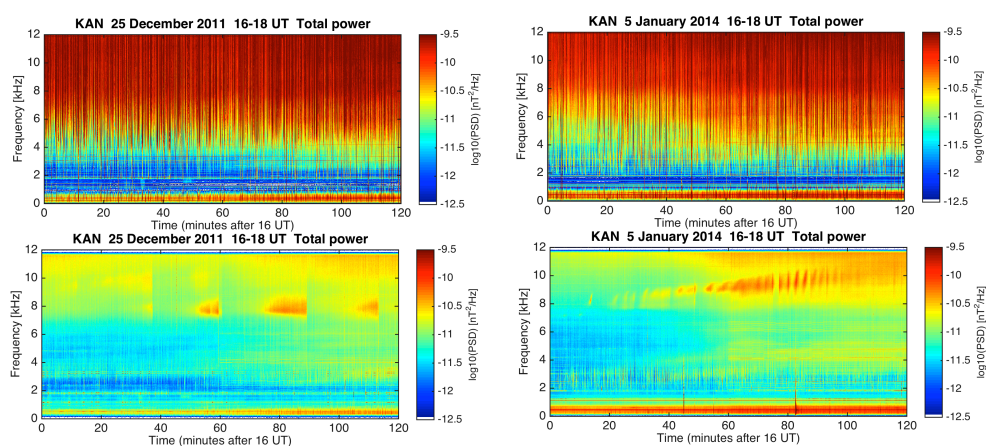 KAN 25 December 2011 16-18 UT Total power
12
10
8
6
4
2
0
Frequency [kHz]
0 20 40 60 80 100 120
Time (minutes after 16 UT)
-9.5
-10
-10.5
-11
-11.5
-12
-12.5
log10(PSD) [nT²/Hz]
KAN 5 January 2014 16-18 UT Total power
12
10
8
6
4
2
0
Frequency [kHz]
0 20 40 60 80 100 120
Time (minutes after 16 UT)
-9.5
-10
-10.5
-11
-11.5
-12
-12.5
log10(PSD) [nT²/Hz]
KAN 25 December 2011 16-18 UT Total power
12
10
8
6
4
2
0
Frequency [kHz]
0 20 40 60 80 100 120
Time (minutes after 16 UT)
-9.5
-10
-10.5
-11
-11.5
-12
-12.5
log10(PSD) [nT²/Hz]
KAN 5 January 2014 16-18 UT Total power
12
10
8
6
4
2
0
Frequency [kHz]
0 20 40 60 80 100 120
Time (minutes after 16 UT)
-9.5
-10
-10.5
-11
-11.5
-12
-12.5
log10(PSD) [nT²/Hz]